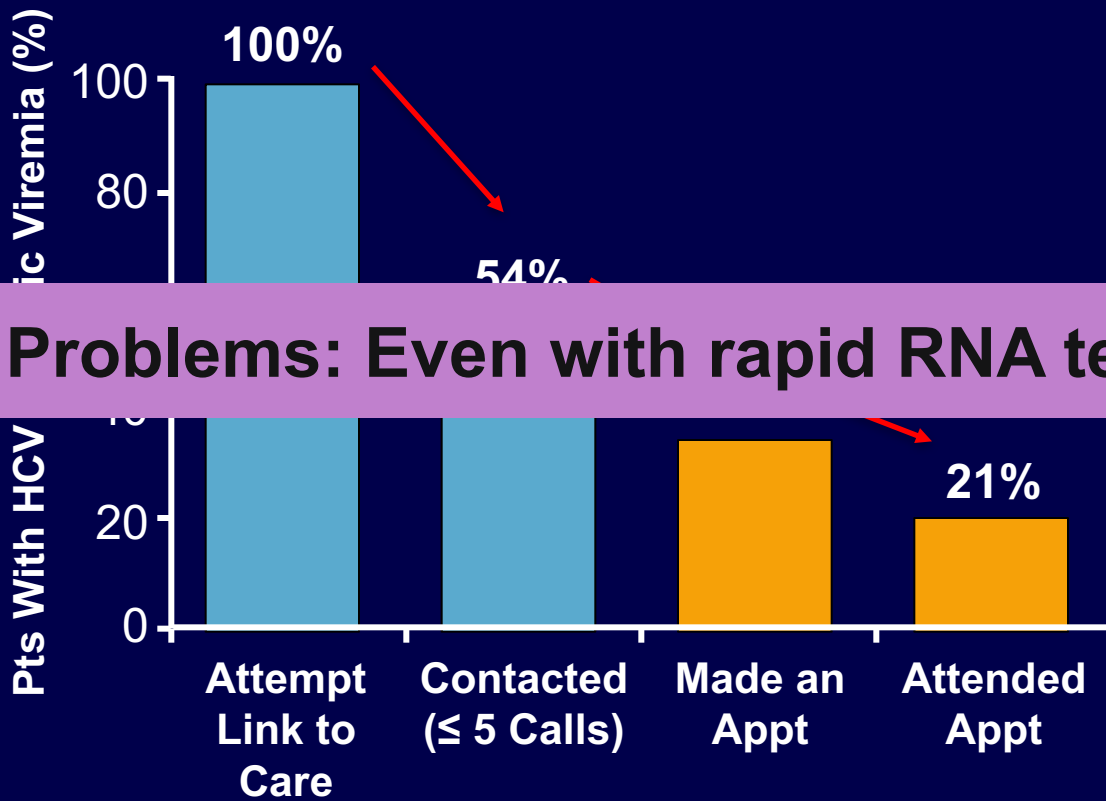 Pts With HCV
ic Viremia (%)
100%
100
80
54%
Problems: Even with rapid RNA te
21%
20
0
Attempt
Link to
Care
Contacted
(≤ 5 Calls)
Made an
Appt
Attended
Appt